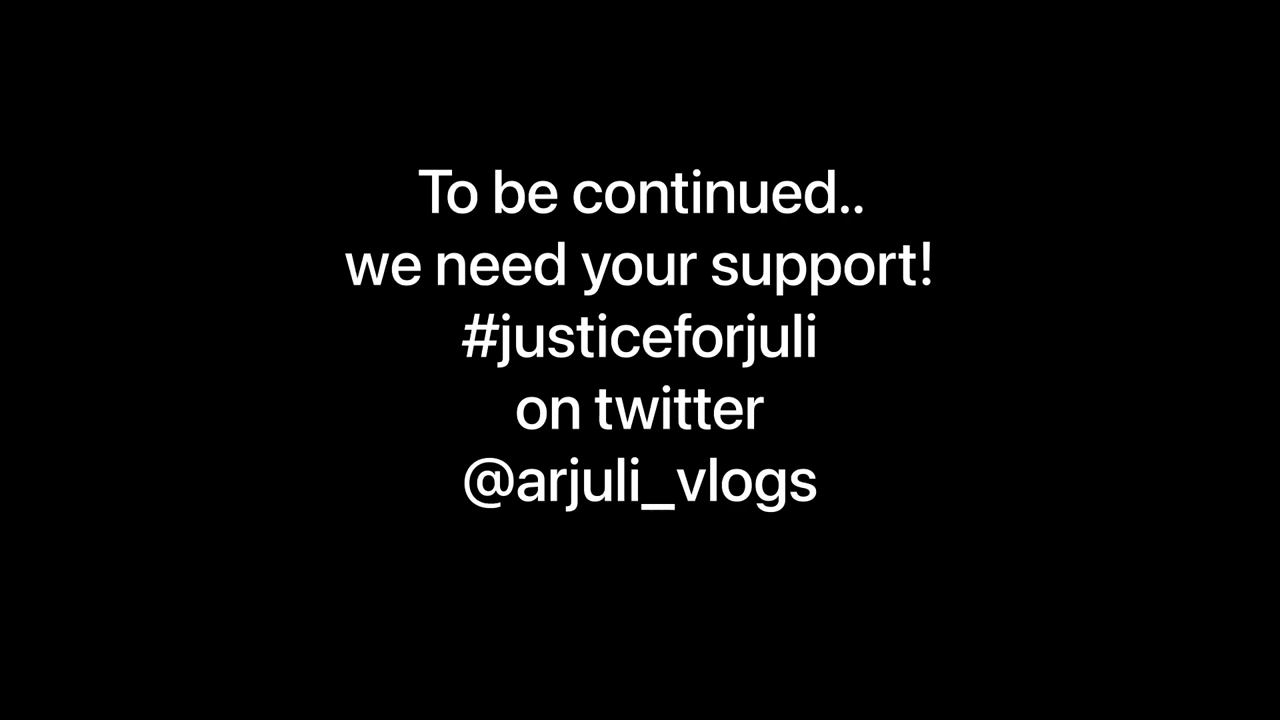 To be continued..
we need your support!
#justiceforjuli
on twitter
@arjuli_vlogs